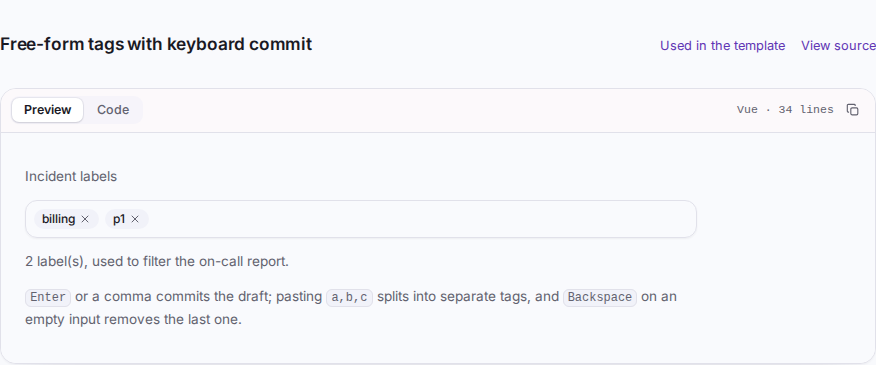 Free-form tags with keyboard commit
Used in the template View source
Preview Code
Vue · 34 lines
Incident labels
billing × p1 ×
2 label(s), used to filter the on-call report.
Enter or a comma commits the draft; pasting a,b,c splits into separate tags, and Backspace on an
empty input removes the last one.